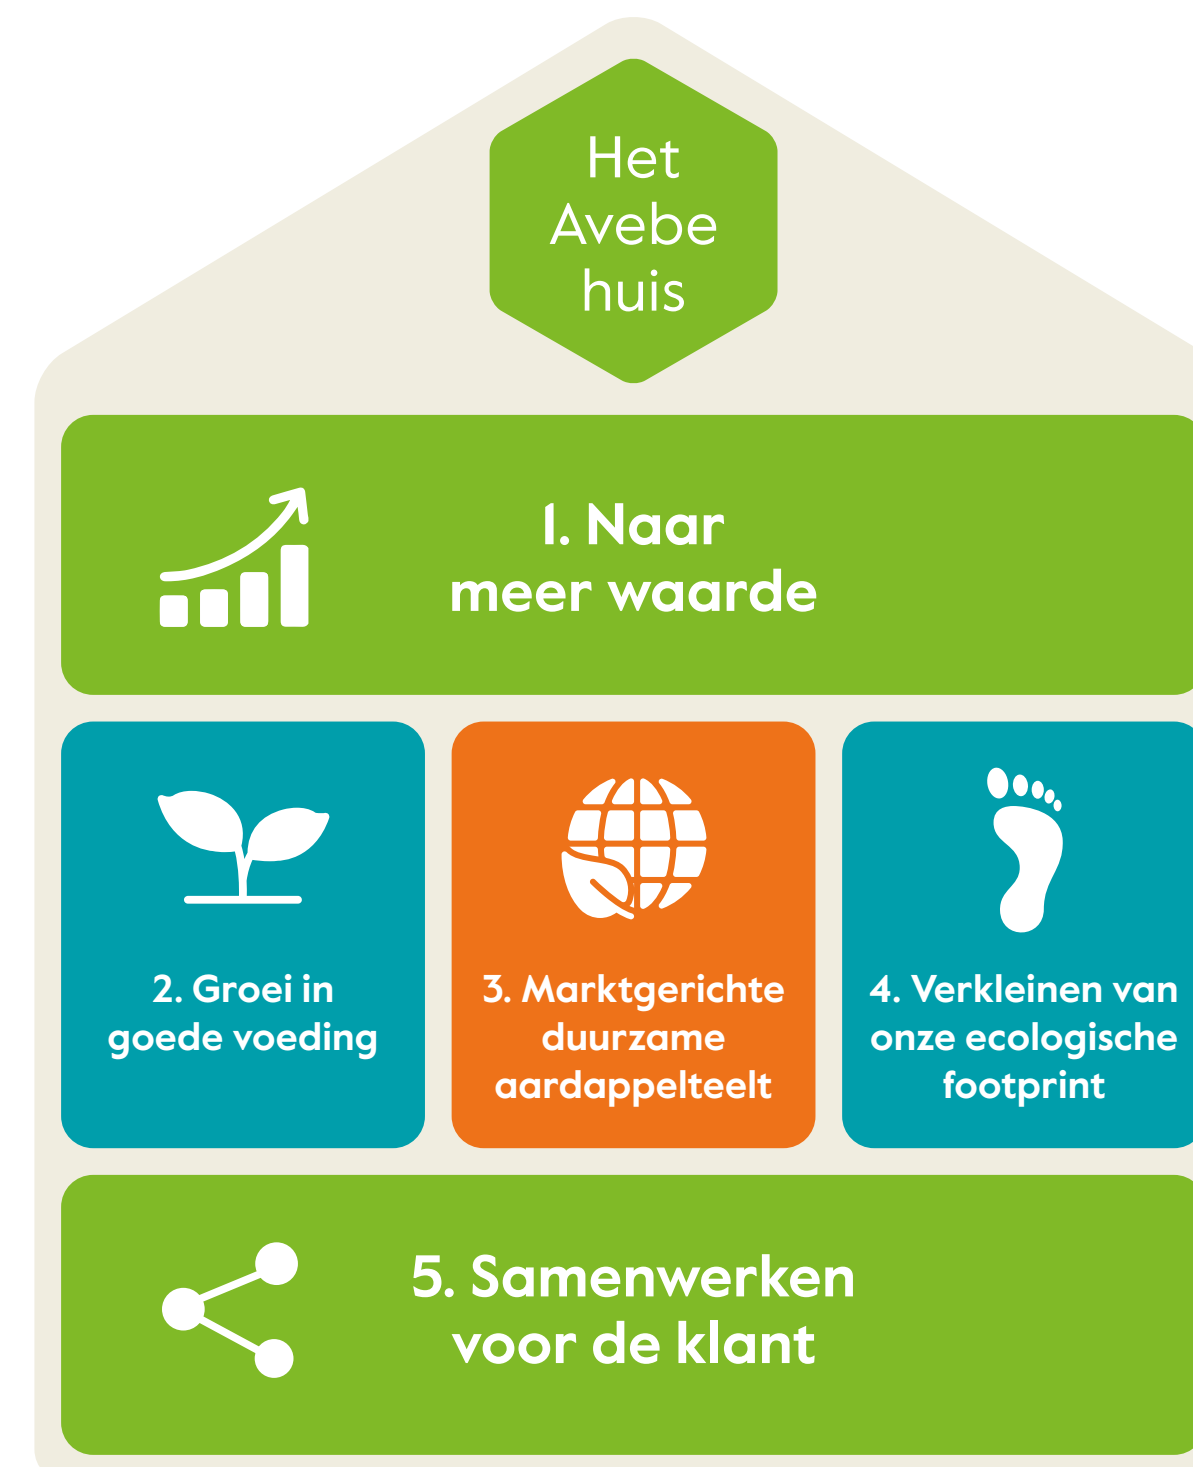 Het
Avebe
huis
1. Naar
meer waarde
2. Groei in
goede voeding
3. Marktgerichte
duurzame
aardappelteelt
4. Verkleinen van
onze ecologische
footprint
5. Samenwerken
voor de klant